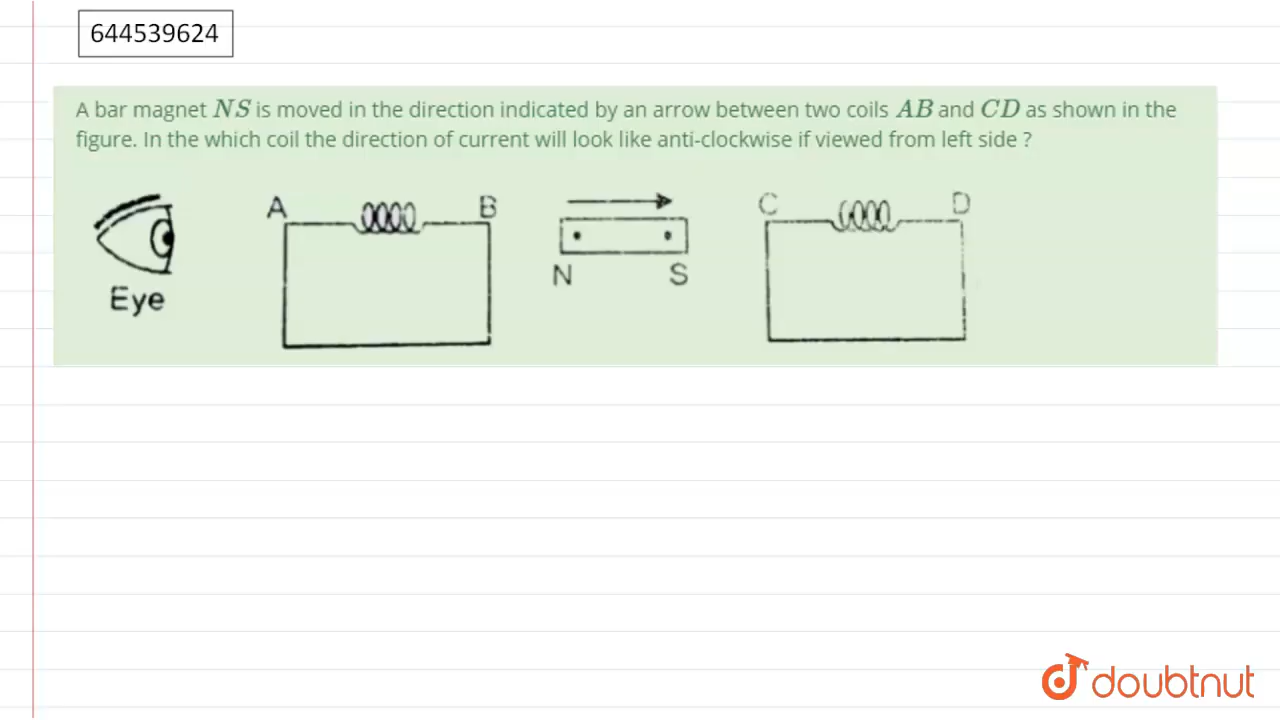 644539624
A bar magnet NS is moved in the direction indicated by an arrow between two coils AB and CD as shown in the
figure. In the which coil the direction of current will look like anti-clockwise if viewed from left side ?
A B C D
N S
Eye
doubtnut